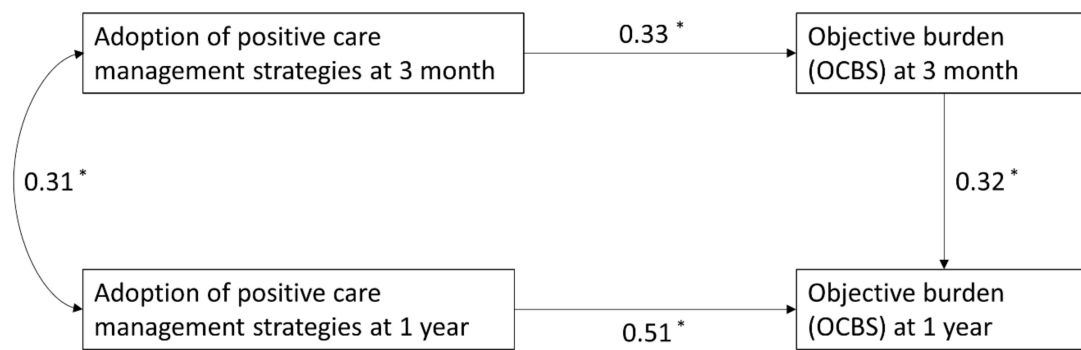 Adoption of positive care
management strategies at 3 month
0.33 *
Objective burden
(OCBS) at 3 month
0.31 *
0.32 *
Adoption of positive care
management strategies at 1 year
0.51 *
Objective burden
(OCBS) at 1 year